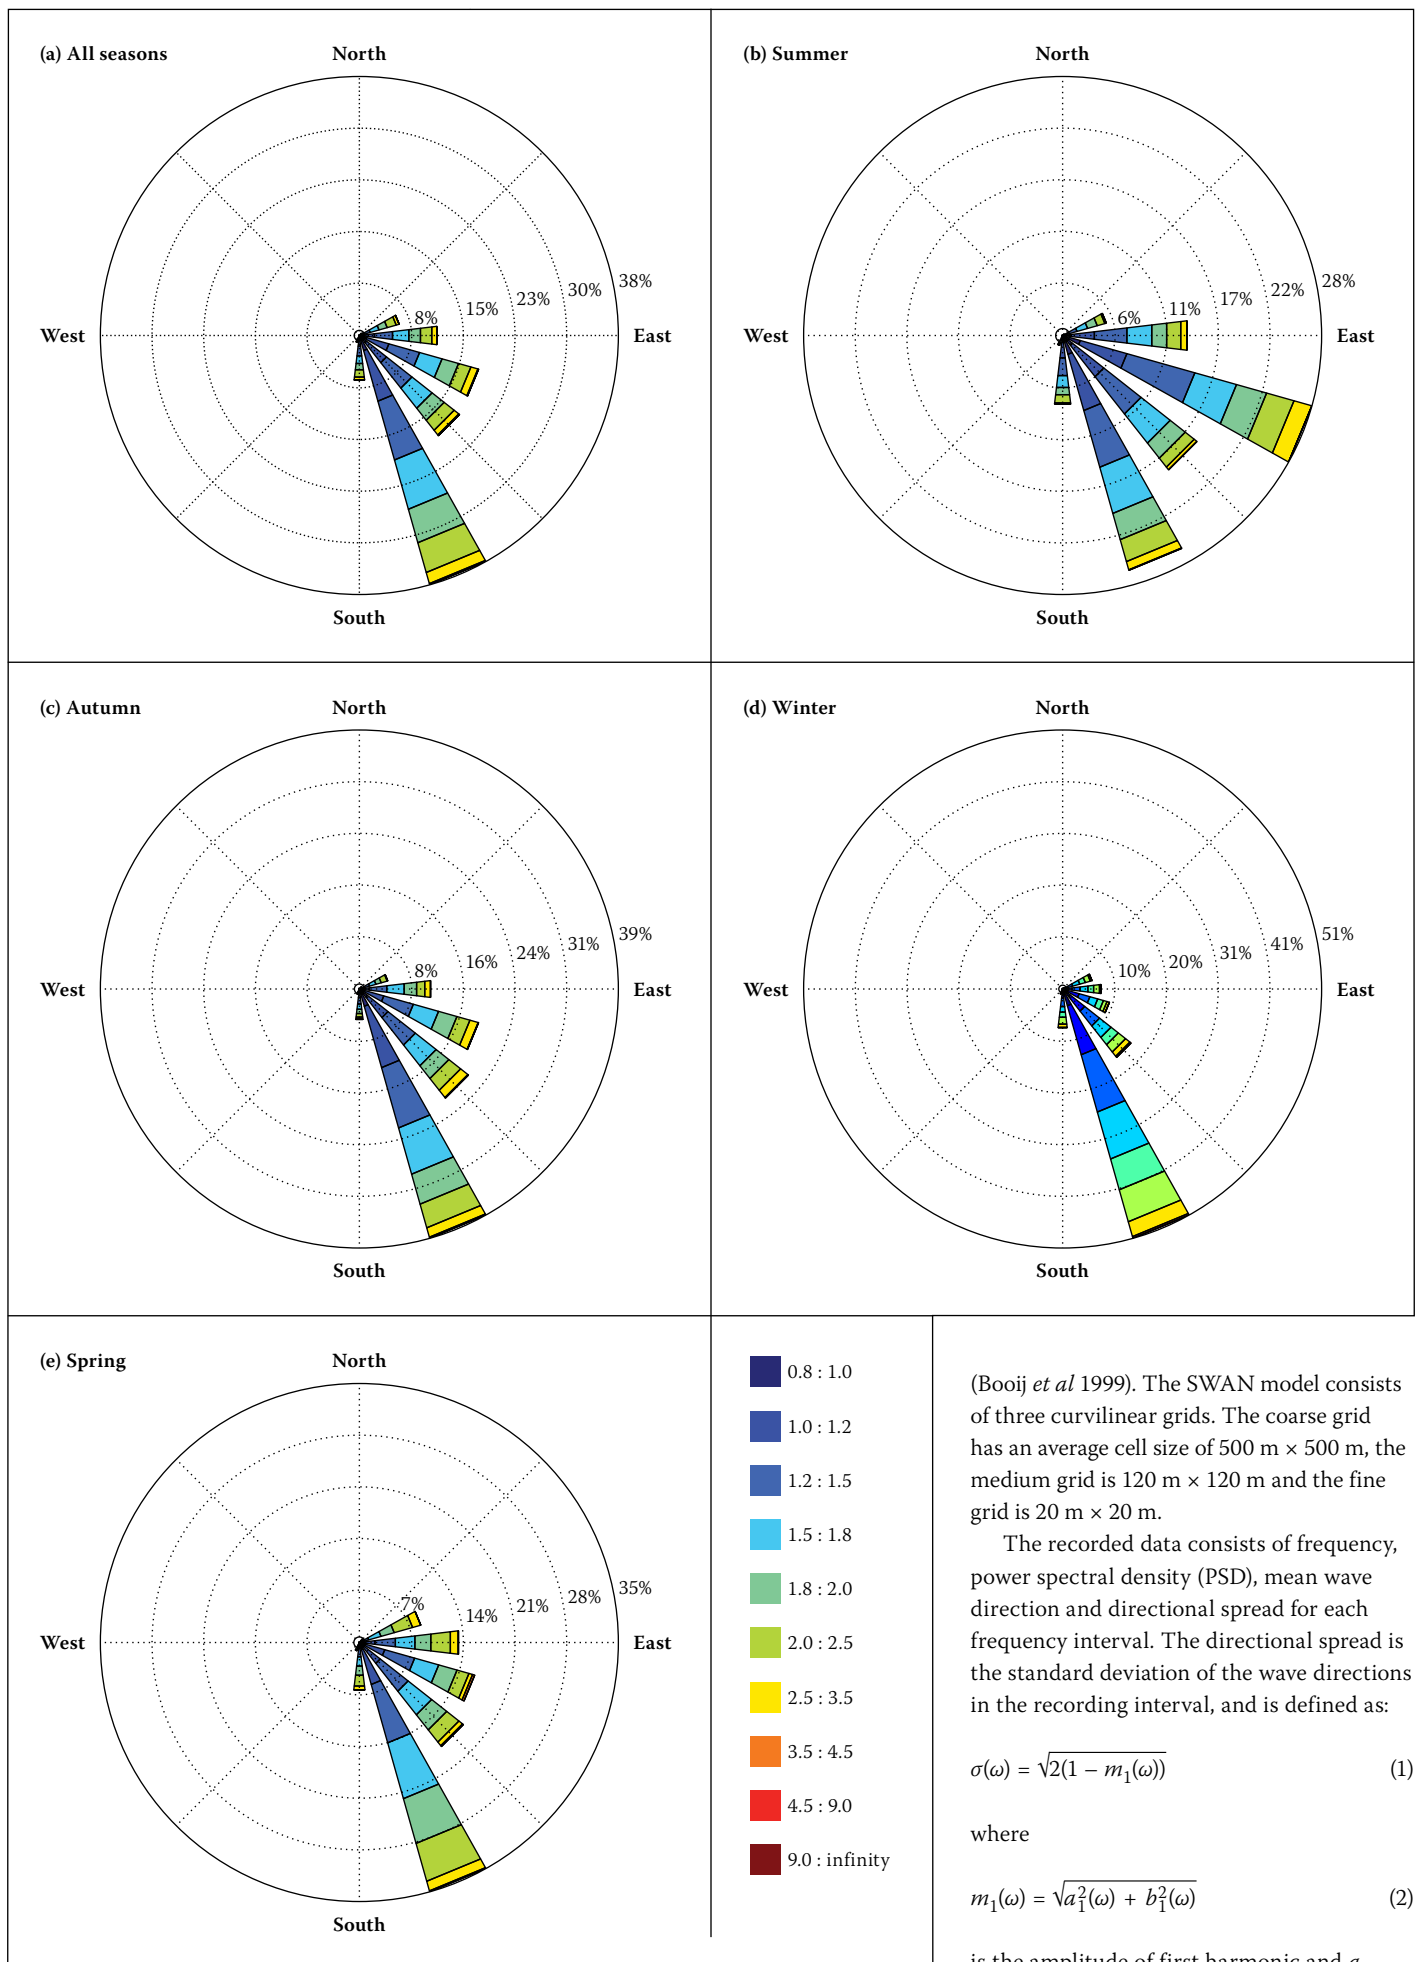 (a) All seasons
North
38%
30%
23%
15%
8%
West
East
South
(b) Summer
North
28%
22%
17%
11%
6%
West
East
South
(c) Autumn
North
39%
31%
24%
16%
8%
West
East
South
(d) Winter
North
51%
41%
31%
20%
10%
West
East
South
(e) Spring
North
35%
28%
21%
14%
7%
West
East
South
0.8 : 1.0
1.0 : 1.2
1.2 : 1.5
1.5 : 1.8
1.8 : 2.0
2.0 : 2.5
2.5 : 3.5
3.5 : 4.5
4.5 : 9.0
9.0 : infinity
(Booij et al 1999). The SWAN model consists
of three curvilinear grids. The coarse grid
has an average cell size of 500 m × 500 m, the
medium grid is 120 m × 120 m and the fine
grid is 20 m × 20 m.
The recorded data consists of frequency,
power spectral density (PSD), mean wave
direction and directional spread for each
frequency interval. The directional spread is
the standard deviation of the wave directions
in the recording interval, and is defined as:
σ(ω) = √2(1 – m₁(ω)) (1)
where
m₁(ω) = √a₁²(ω) + b₁²(ω) (2)
is the amplitude of first harmonic and